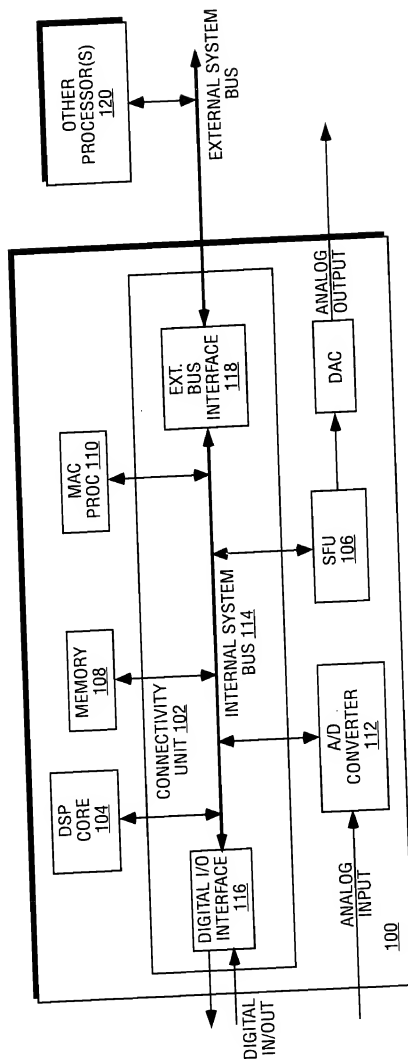 OTHER
PROCESSOR(S)
120
EXTERNAL SYSTEM
BUS
DSP
CORE
104
MEMORY
108
MAC
PROC 110
CONNECTIVITY
UNIT 102
INTERNAL SYSTEM
BUS 114
DIGITAL I/O
INTERFACE
116
EXT.
BUS
INTERFACE
118
DIGITAL
IN/OUT
A/D
CONVERTER
112
SFU
106
DAC
ANALOG
OUTPUT
ANALOG
INPUT
100